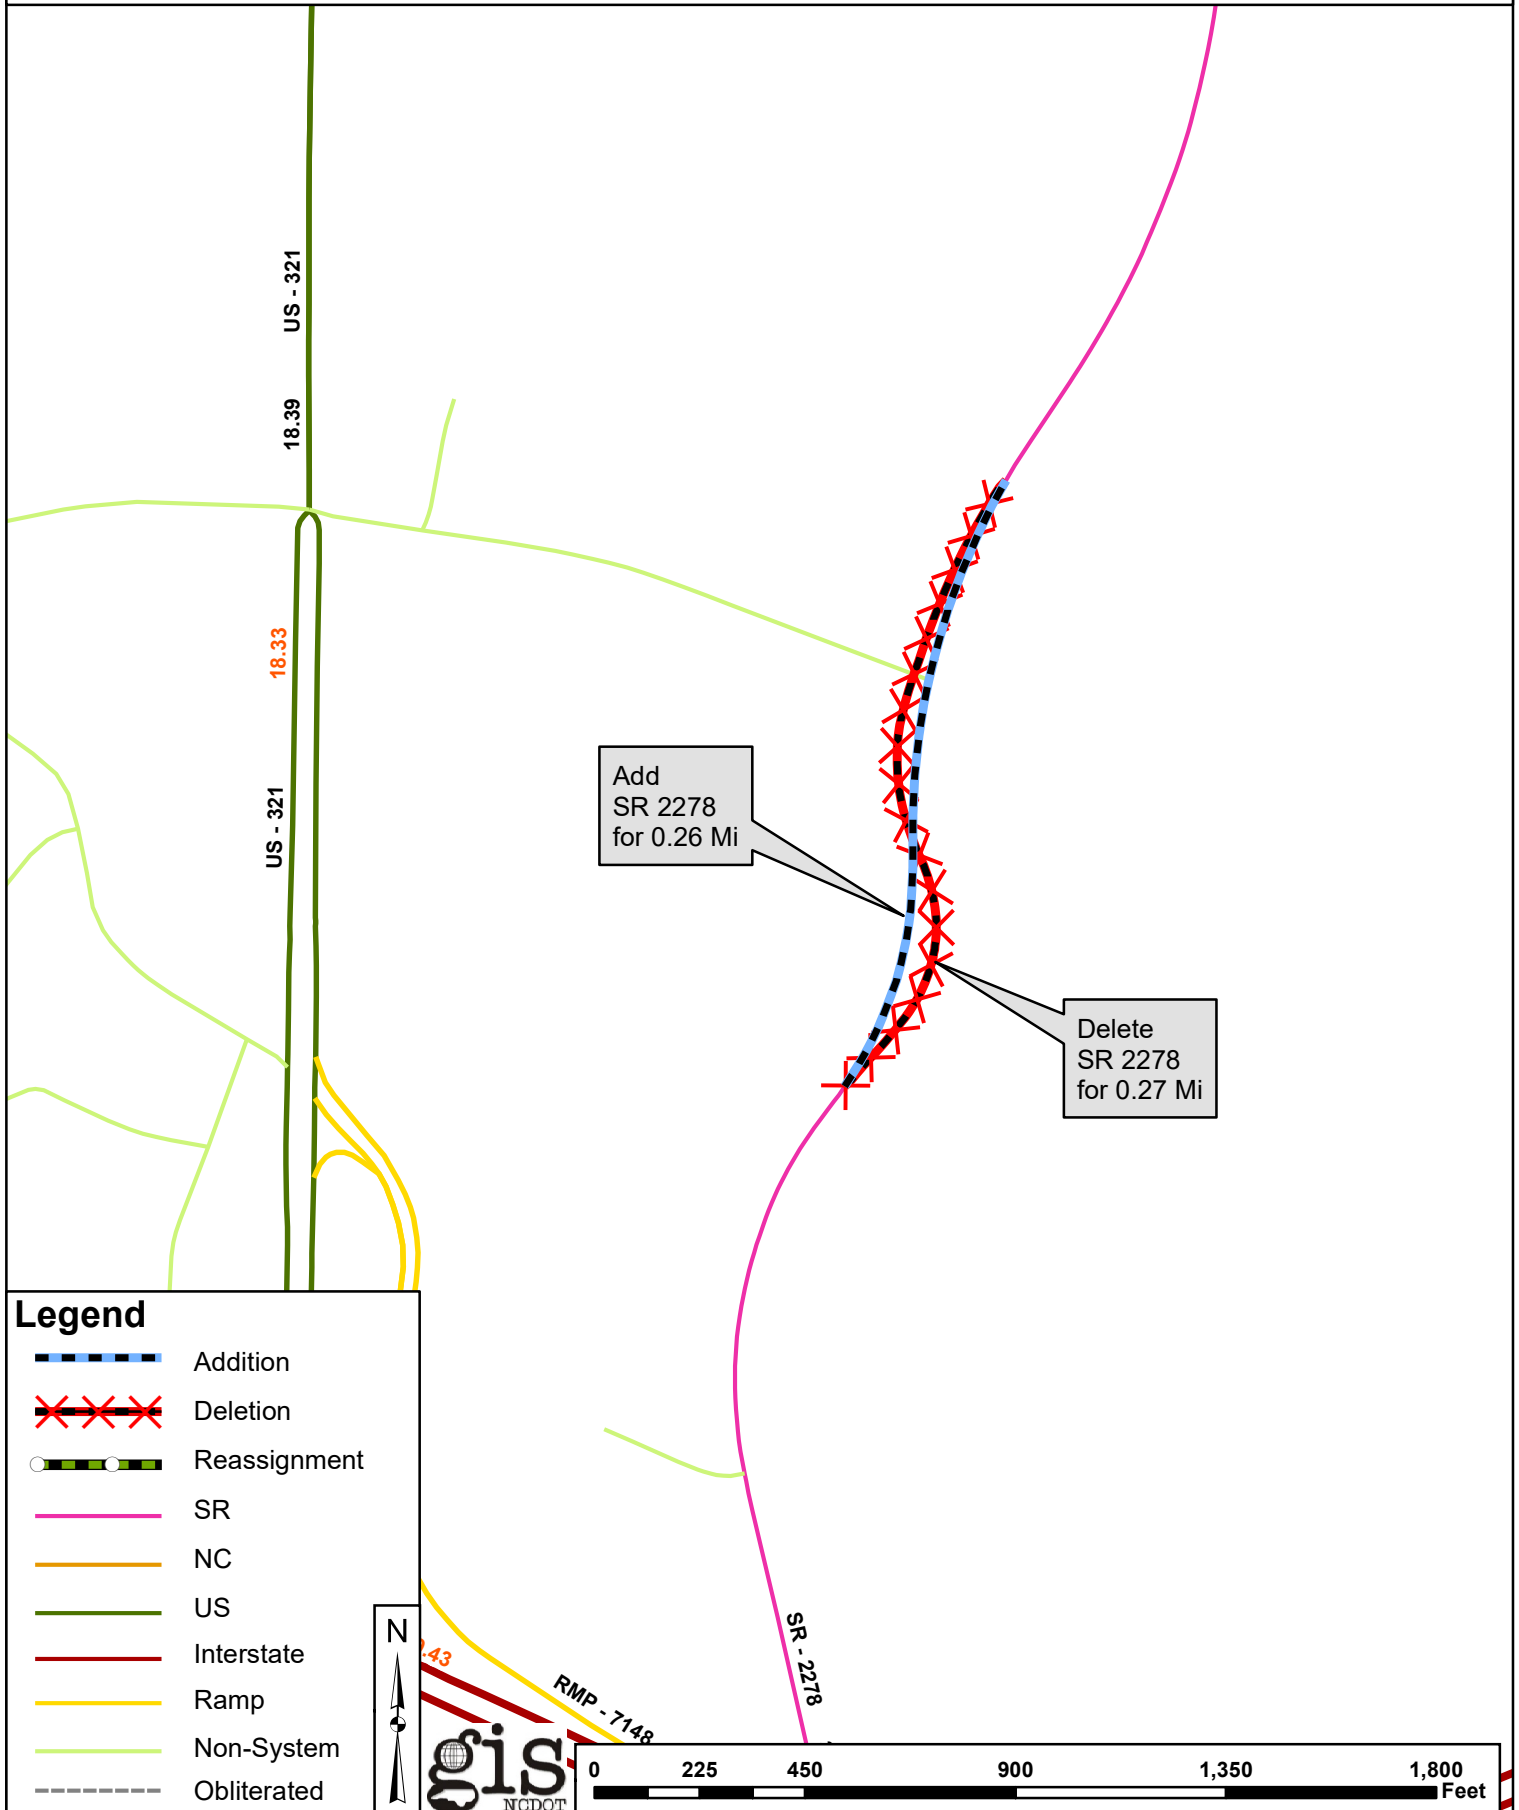 US - 321
18.39
18.33
US - 321
Add
SR 2278
for 0.26 Mi
Delete
SR 2278
for 0.27 Mi
Legend
Addition
Deletion
Reassignment
SR
NC
US
Interstate
Ramp
Non-System
Obliterated
N
.43
RMP - 7148
SR - 2278
gis
NCDOT
0 225 450 900 1,350 1,800
Feet